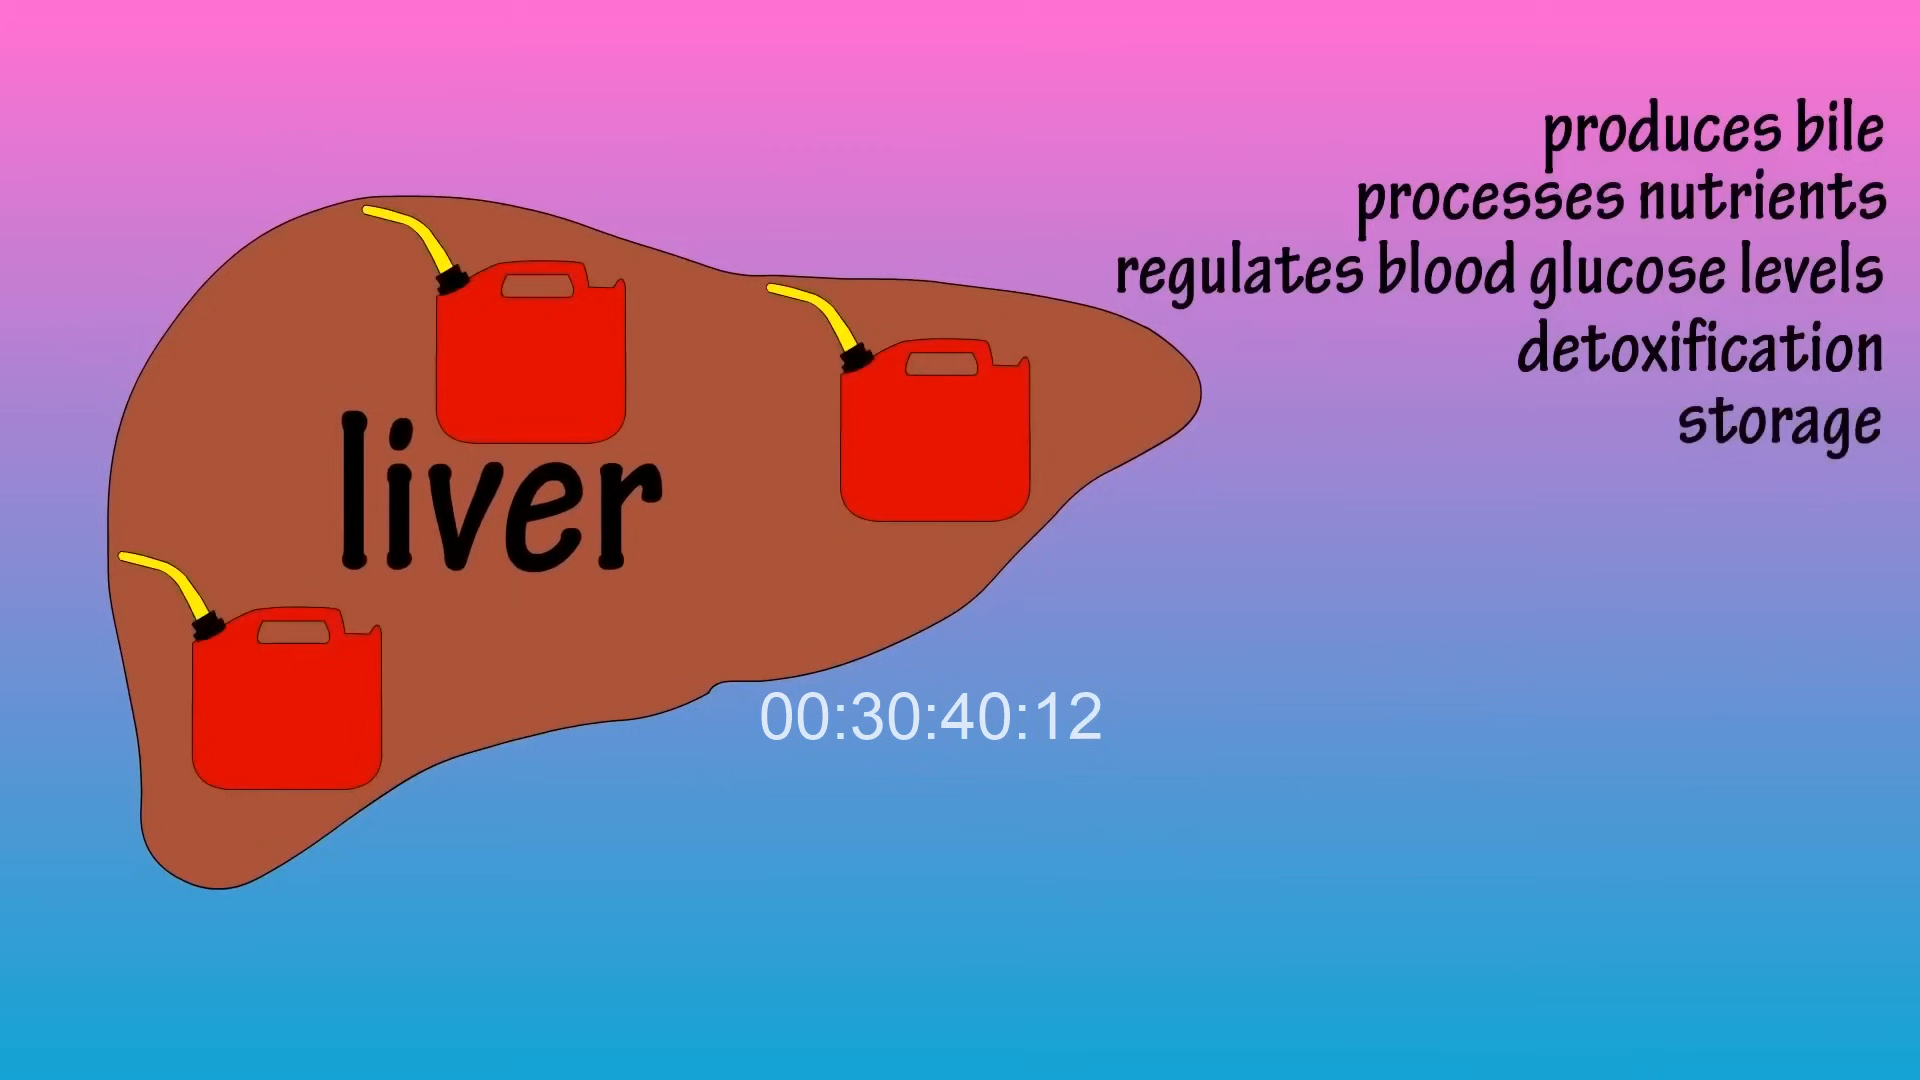 produces bile
processes nutrients
regulates blood glucose levels
detoxification
storage
liver
00:30:40:12